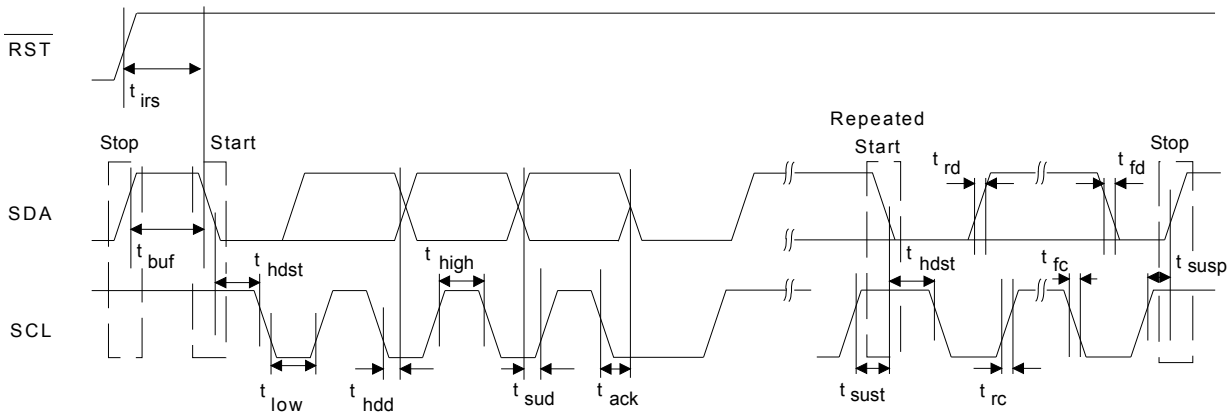 RST
t irs
Repeated
Stop Start Start Stop
t rd t fd
SDA
t buf t hdst t high t hdst t fc t susp
SCL
t low t hdd t sud t ack t sust t rc